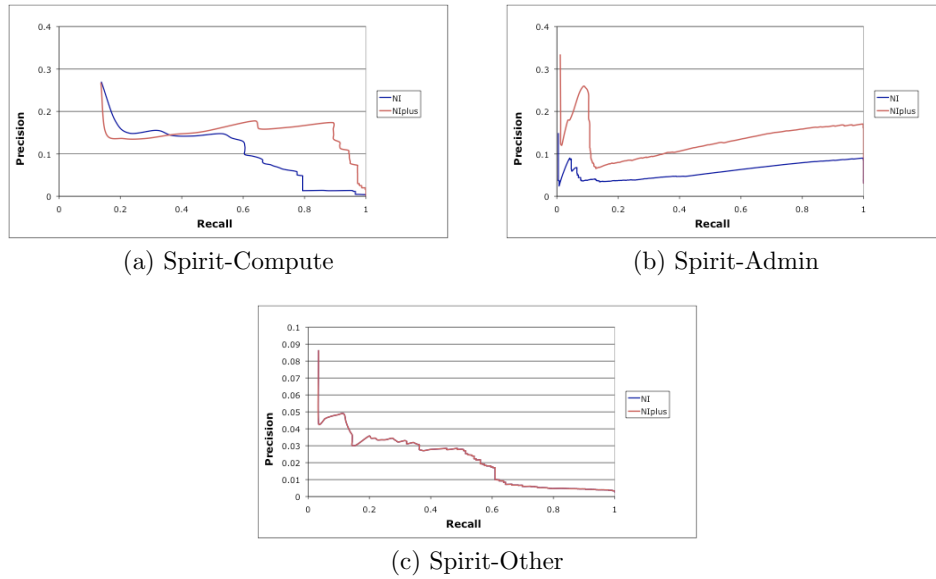 0.4
0.3
0.2
0.1
0
0
0.2
0.4
0.6
0.8
1
Precision
Recall
NI
NIplus
(a) Spirit-Compute
0.4
0.3
0.2
0.1
0
0
0.2
0.4
0.6
0.8
1
Precision
Recall
NI
NIplus
(b) Spirit-Admin
0.1
0.09
0.08
0.07
0.06
0.05
0.04
0.03
0.02
0.01
0
0
0.2
0.4
0.6
0.8
1
Precision
Recall
NI
NIplus
(c) Spirit-Other